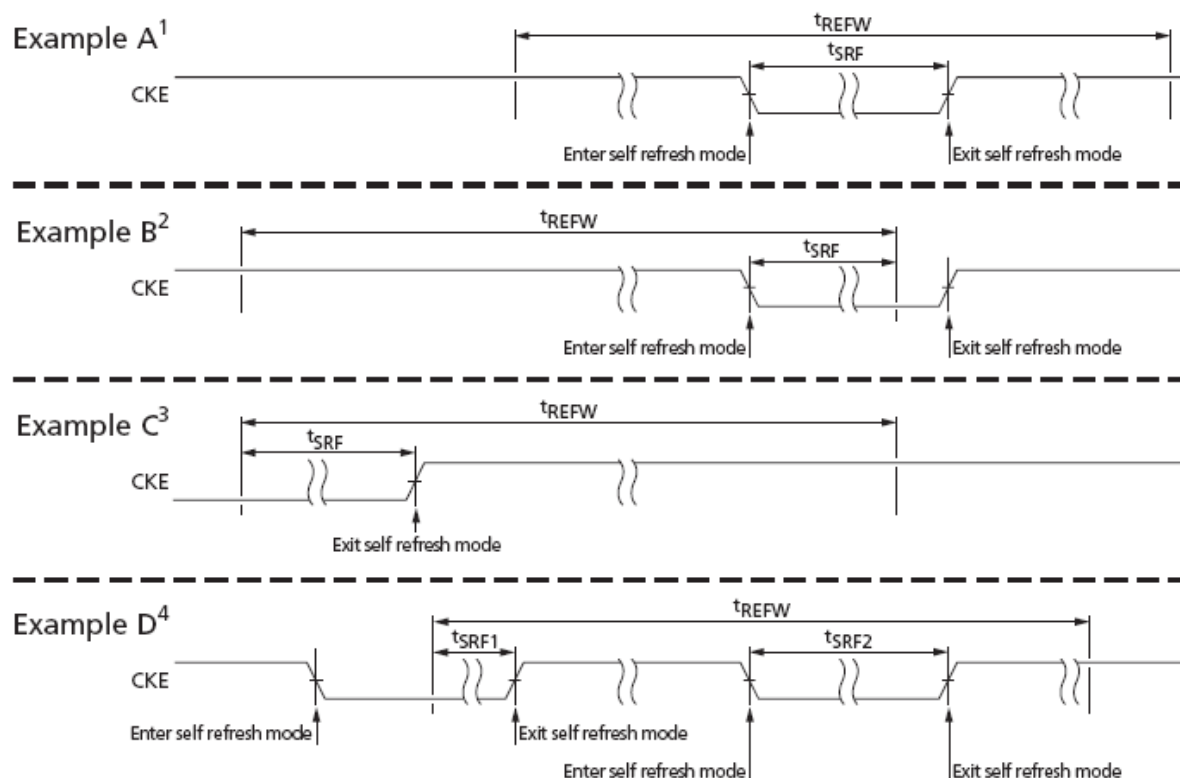 Example A¹
tREFW
tSRF
CKE
Enter self refresh mode
Exit self refresh mode
Example B²
tREFW
tSRF
CKE
Enter self refresh mode
Exit self refresh mode
Example C³
tREFW
tSRF
CKE
Exit self refresh mode
Example D⁴
tREFW
tSRF1
tSRF2
CKE
Enter self refresh mode
Exit self refresh mode
Enter self refresh mode
Exit self refresh mode